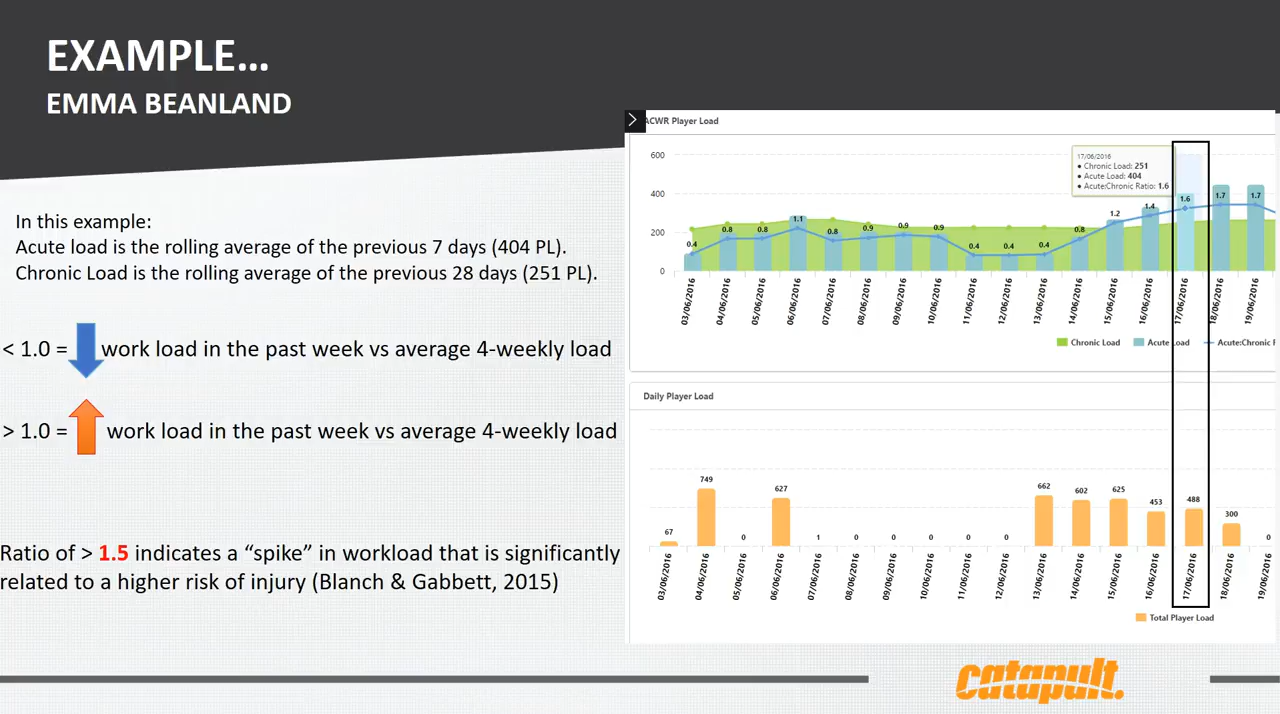 EXAMPLE…
EMMA BEANLAND
In this example:
Acute load is the rolling average of the previous 7 days (404 PL).
Chronic Load is the rolling average of the previous 28 days (251 PL).
< 1.0 = work load in the past week vs average 4-weekly load
> 1.0 = work load in the past week vs average 4-weekly load
Ratio of > 1.5 indicates a “spike” in workload that is significantly
related to a higher risk of injury (Blanch & Gabbett, 2015)
ACWR Player Load
17/06/2016
• Chronic Load: 251
• Acute Load: 404
• Acute:Chronic Ratio: 1.6
600
400
200
0
0.4 0.8 0.8 1.1 0.8 0.9 0.9 0.9 0.4 0.4 0.4 0.8 1.2 1.4 1.6 1.7 1.7
03/06/2016 04/06/2016 05/06/2016 06/06/2016 07/06/2016 08/06/2016 09/06/2016 10/06/2016 11/06/2016 12/06/2016 13/06/2016 14/06/2016 15/06/2016 16/06/2016 17/06/2016 18/06/2016 19/06/2016
Chronic Load Acute Load Acute:Chronic
Daily Player Load
67 749 0 627 1 0 0 0 0 0 662 602 625 453 488 300 0
03/06/2016 04/06/2016 05/06/2016 06/06/2016 07/06/2016 08/06/2016 09/06/2016 10/06/2016 11/06/2016 12/06/2016 13/06/2016 14/06/2016 15/06/2016 16/06/2016 17/06/2016 18/06/2016 19/06/2016
Total Player Load
catapult.